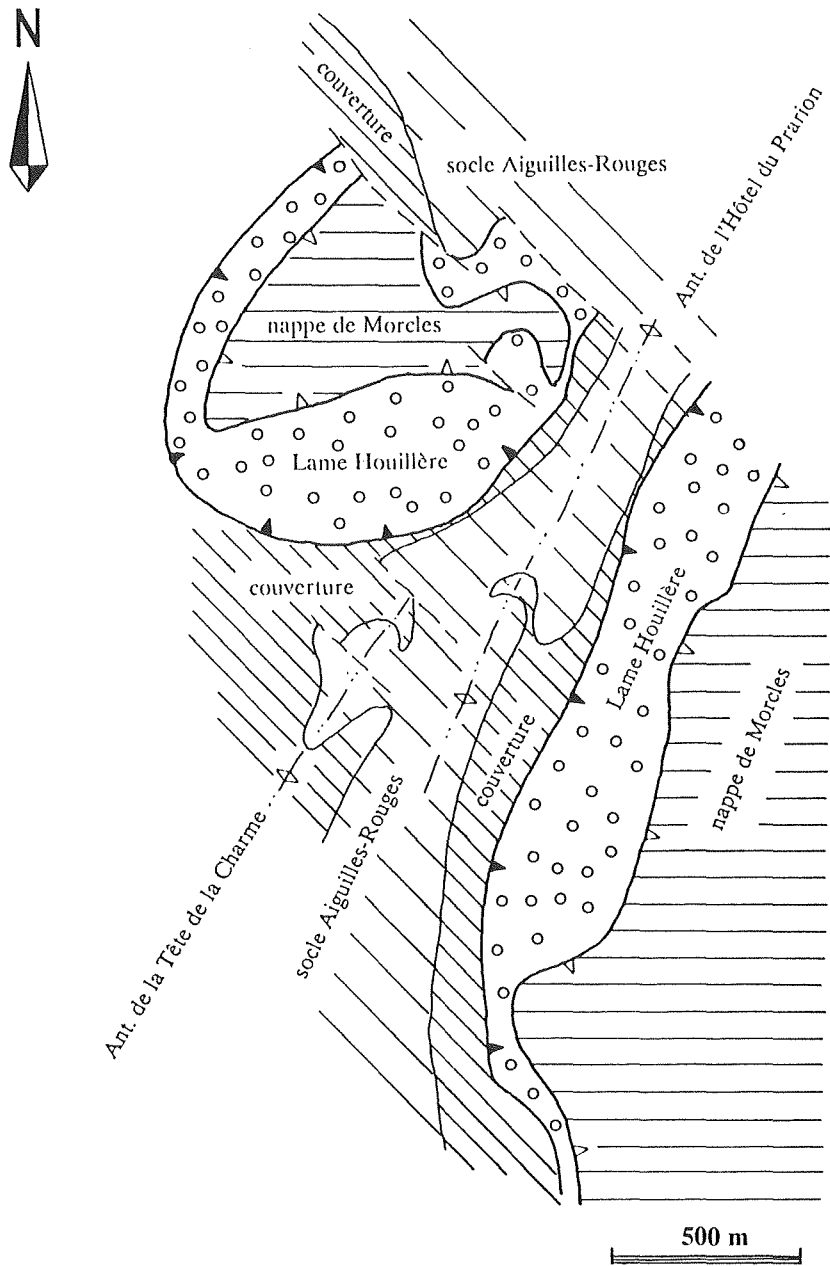 N
couverture
socle Aiguilles-Rouges
Ant. de l'Hôtel du Prarion
nappe de Morcles
Lame Houillère
couverture
Lame Houillère
nappe de Morcles
couverture
socle Aiguilles-Rouges
Ant. de la Tête de la Charme
500 m